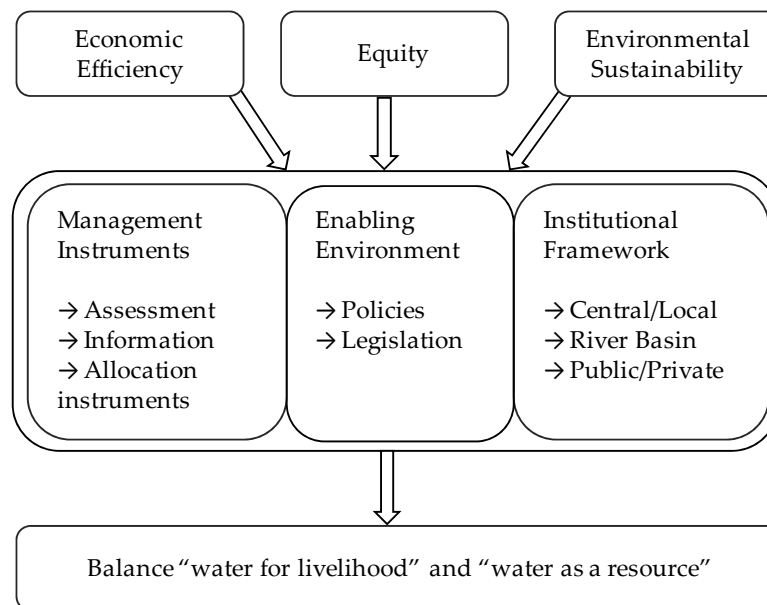 Economic
Efficiency
Equity
Environmental
Sustainability
Management
Instruments
→ Assessment
→ Information
→ Allocation
instruments
Enabling
Environment
→ Policies
→ Legislation
Institutional
Framework
→ Central/Local
→ River Basin
→ Public/Private
Balance “water for livelihood” and “water as a resource”